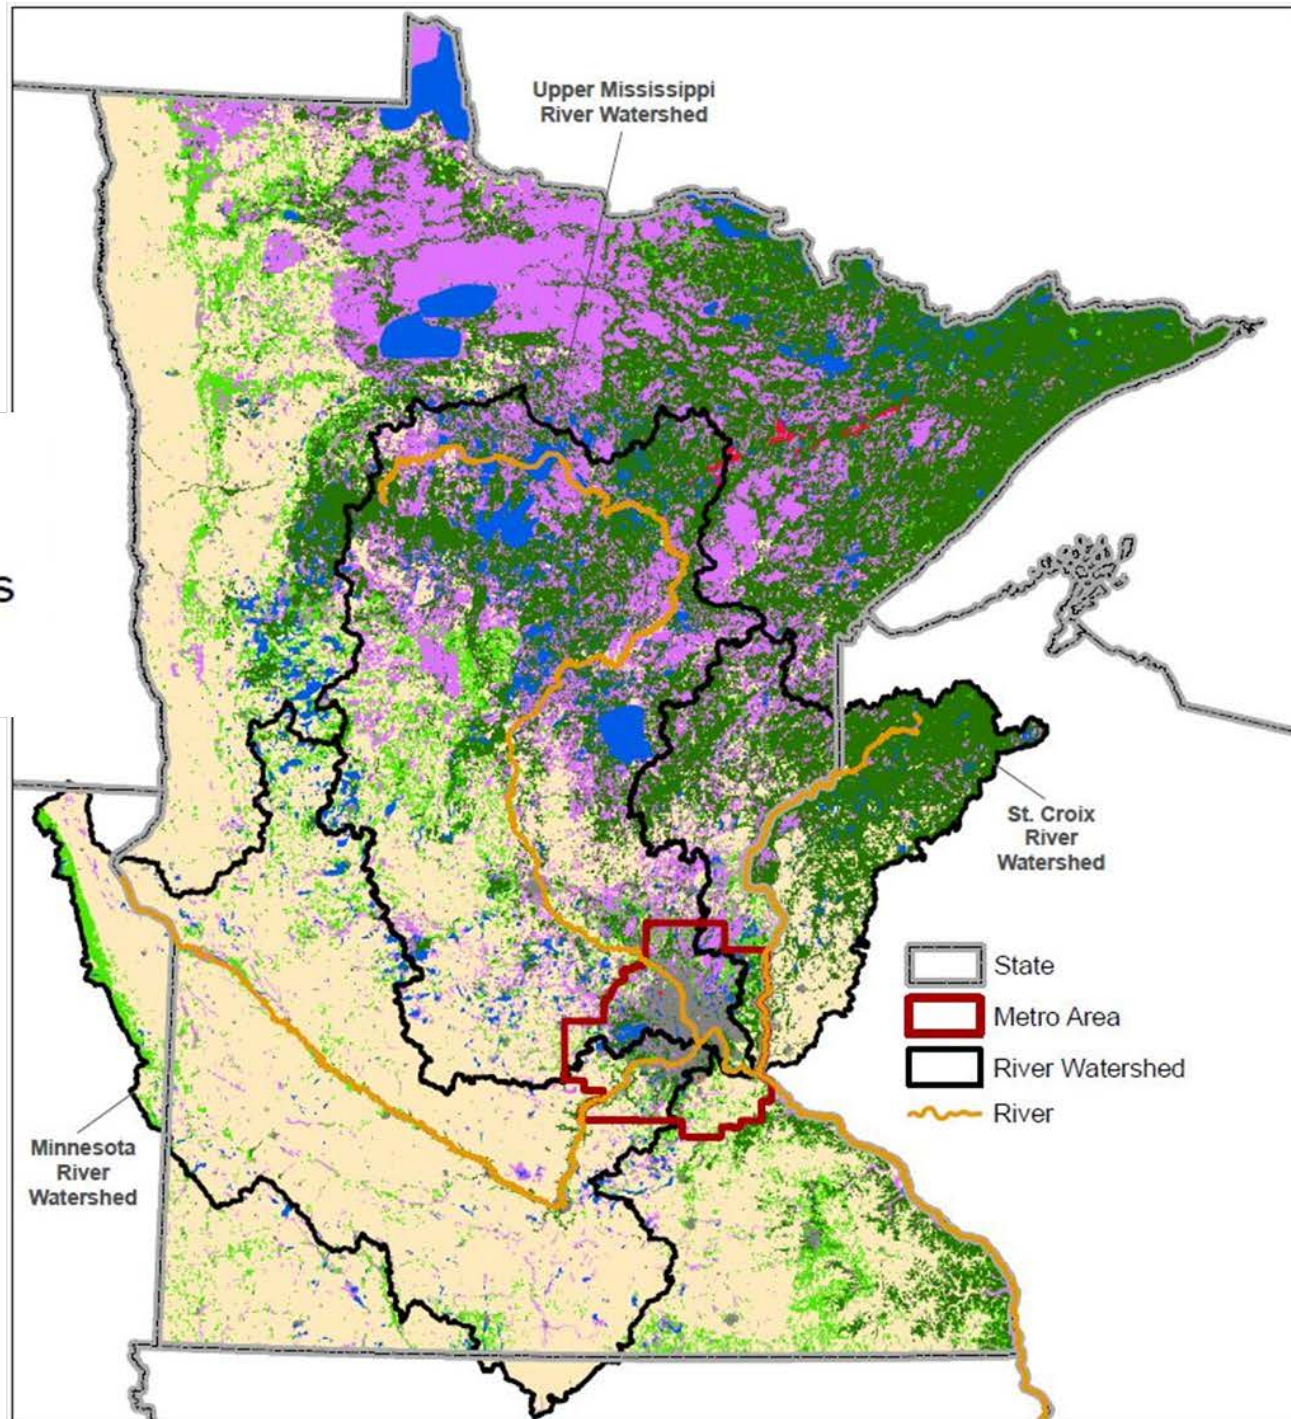 Upper Mississippi
River Watershed
s
St. Croix
River
Watershed
State
Metro Area
River Watershed
River
Minnesota
River
Watershed